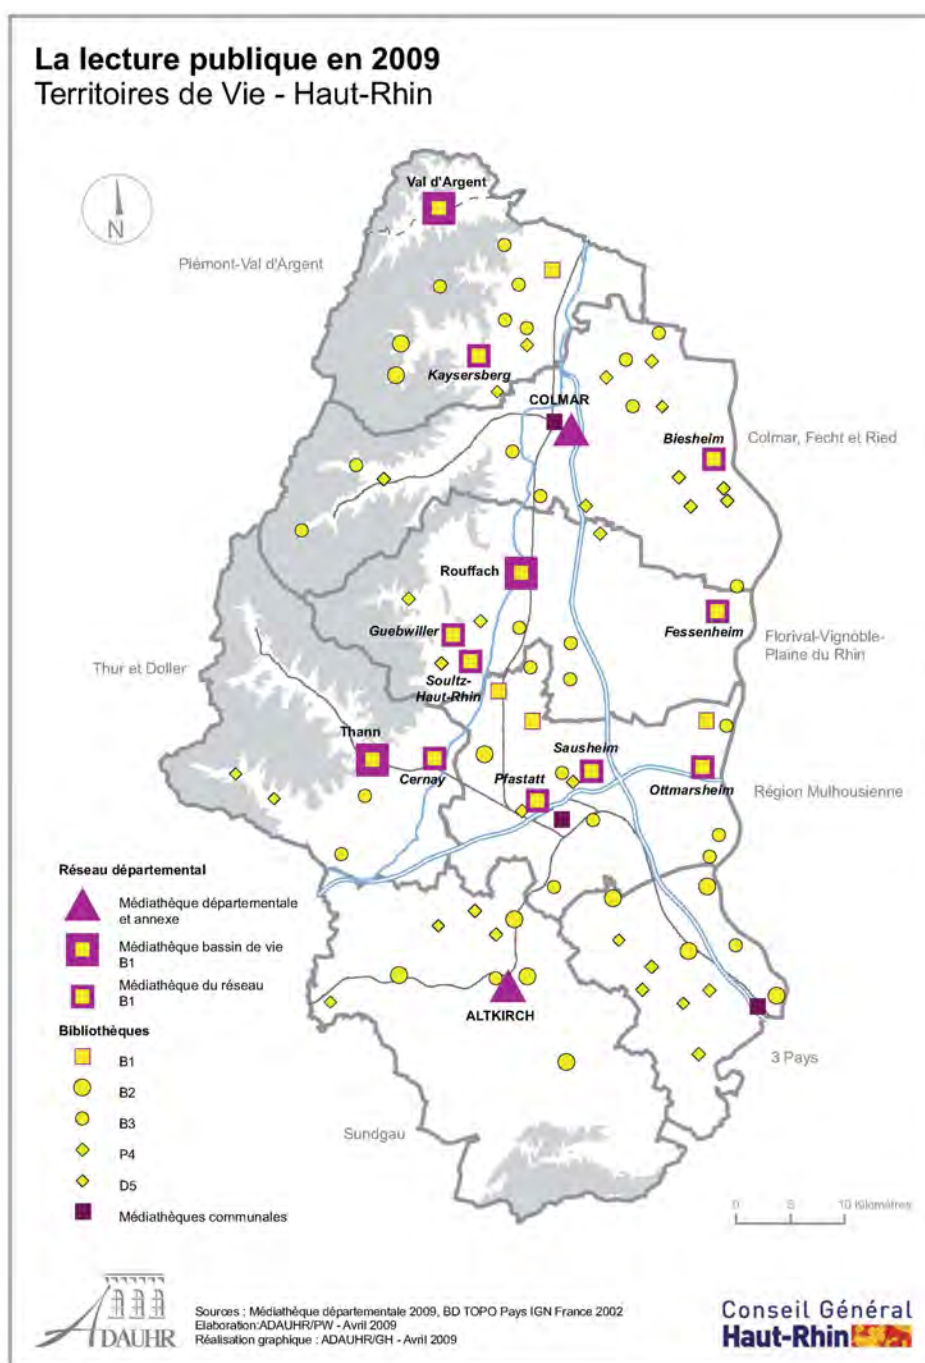 La lecture publique en 2009
Territoires de Vie - Haut-Rhin
N
Val d'Argent
Piémont-Val d'Argent
Kaysersberg
COLMAR
Biesheim
Colmar, Fecht et Ried
Rouffach
Guebwiller
Fessenheim
Florival-Vignoble-
Plaine du Rhin
Thur et Doller
Soultz-
Haut-Rhin
Thann
Cernay
Pfastatt
Sausheim
Ottmarsheim
Région Mulhousienne
ALTKIRCH
3 Pays
Sundgau
Réseau départemental
Médiathèque départementale
et annexe
Médiathèque bassin de vie
B1
Médiathèque du réseau
B1
Bibliothèques
B1
B2
B3
P4
D5
Médiathèques communales
0 5 10 Kilomètres
ADAUHR
Sources : Médiathèque départementale 2009, BD TOPO Pays IGN France 2002
Elaboration:ADAUHR/PW - Avril 2009
Réalisation graphique : ADAUHR/GH - Avril 2009
Conseil Général
Haut-Rhin